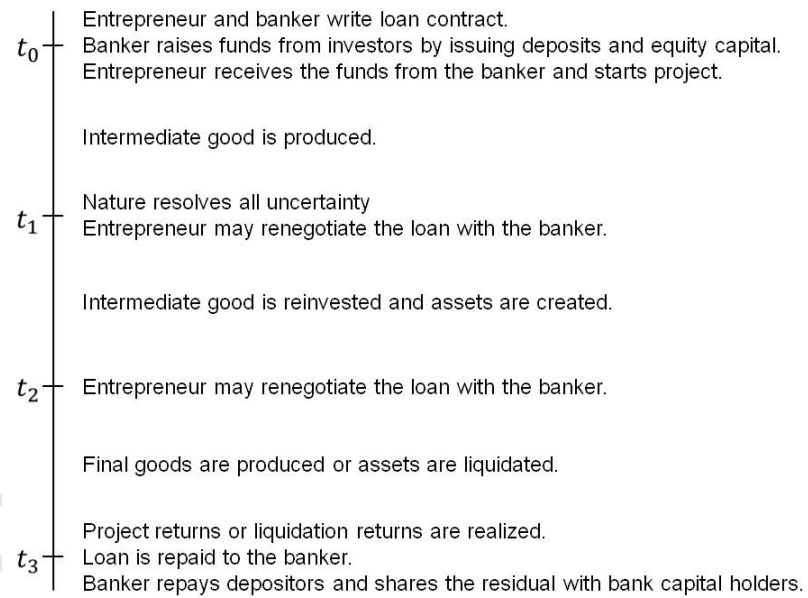 Entrepreneur and banker write loan contract.
t₀ Banker raises funds from investors by issuing deposits and equity capital.
Entrepreneur receives the funds from the banker and starts project.
Intermediate good is produced.
Nature resolves all uncertainty
t₁
Entrepreneur may renegotiate the loan with the banker.
Intermediate good is reinvested and assets are created.
t₂ Entrepreneur may renegotiate the loan with the banker.
Final goods are produced or assets are liquidated.
Project returns or liquidation returns are realized.
t₃ Loan is repaid to the banker.
Banker repays depositors and shares the residual with bank capital holders.